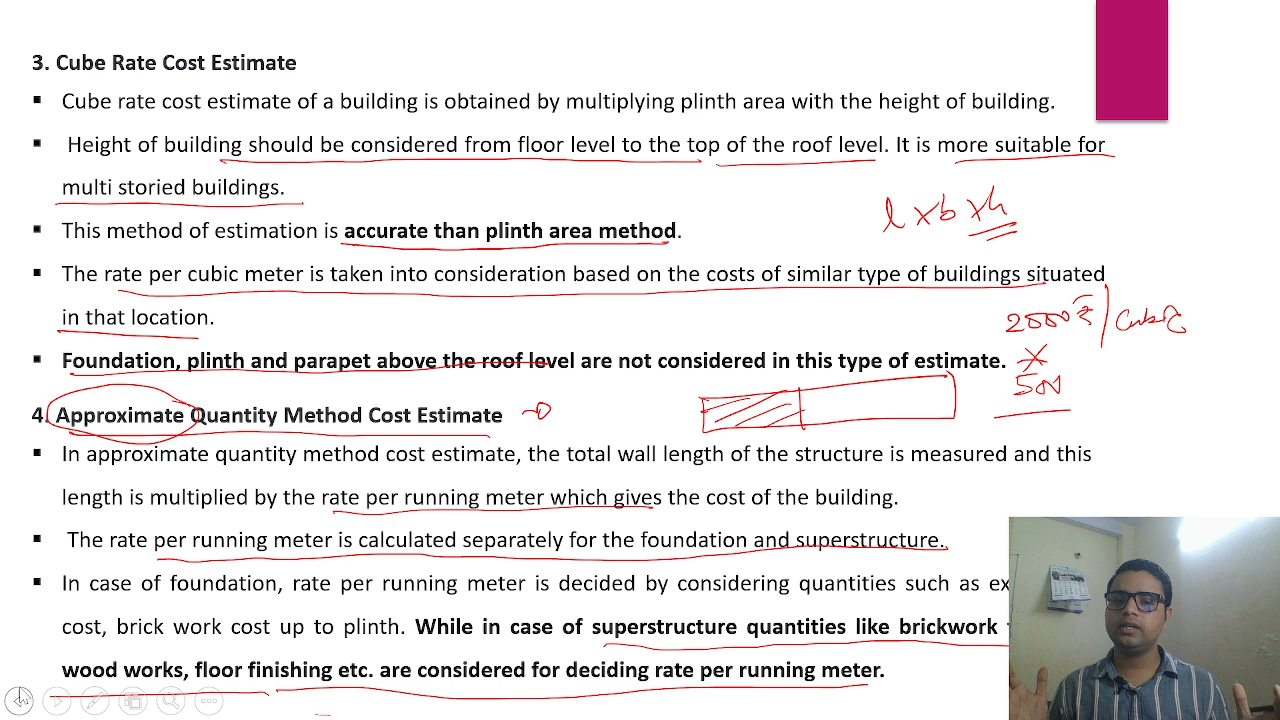 3. Cube Rate Cost Estimate
▪ Cube rate cost estimate of a building is obtained by multiplying plinth area with the height of building.
▪ Height of building should be considered from floor level to the top of the roof level. It is more suitable for
multi storied buildings.
l x b x h
▪ This method of estimation is accurate than plinth area method.
▪ The rate per cubic meter is taken into consideration based on the costs of similar type of buildings situated
in that location.
2000 ₹ / Cubic
▪ Foundation, plinth and parapet above the roof level are not considered in this type of estimate.
X
500
4. Approximate Quantity Method Cost Estimate
▪ In approximate quantity method cost estimate, the total wall length of the structure is measured and this
length is multiplied by the rate per running meter which gives the cost of the building.
▪ The rate per running meter is calculated separately for the foundation and superstructure.
▪ In case of foundation, rate per running meter is decided by considering quantities such as
cost, brick work cost up to plinth. While in case of superstructure quantities like brickwork
wood works, floor finishing etc. are considered for deciding rate per running meter.